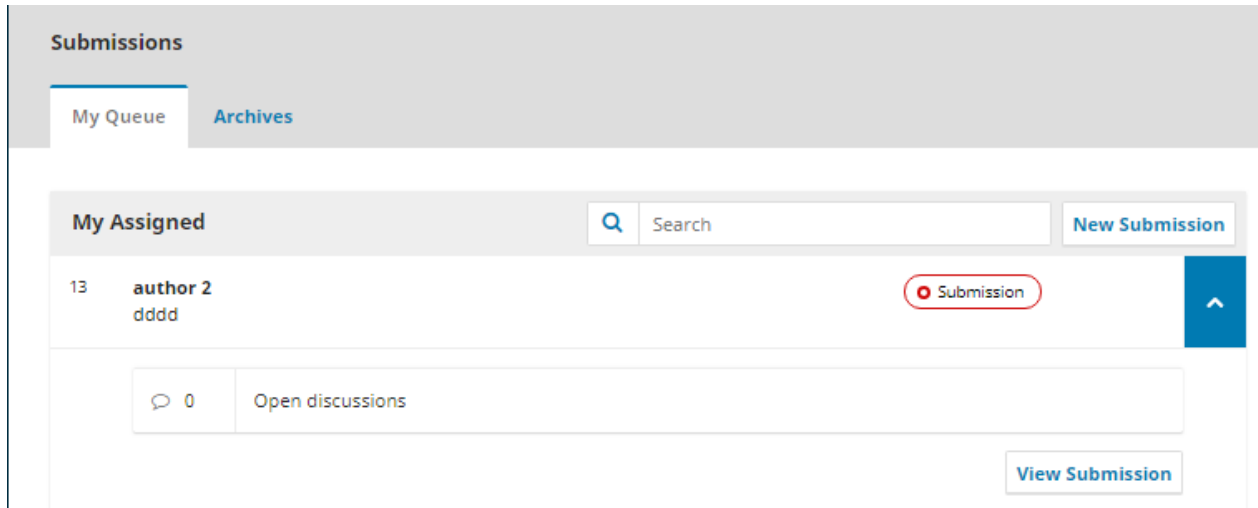 Submissions
My Queue Archives
My Assigned Search New Submission
13 author 2 Submission
dddd
0 Open discussions
View Submission